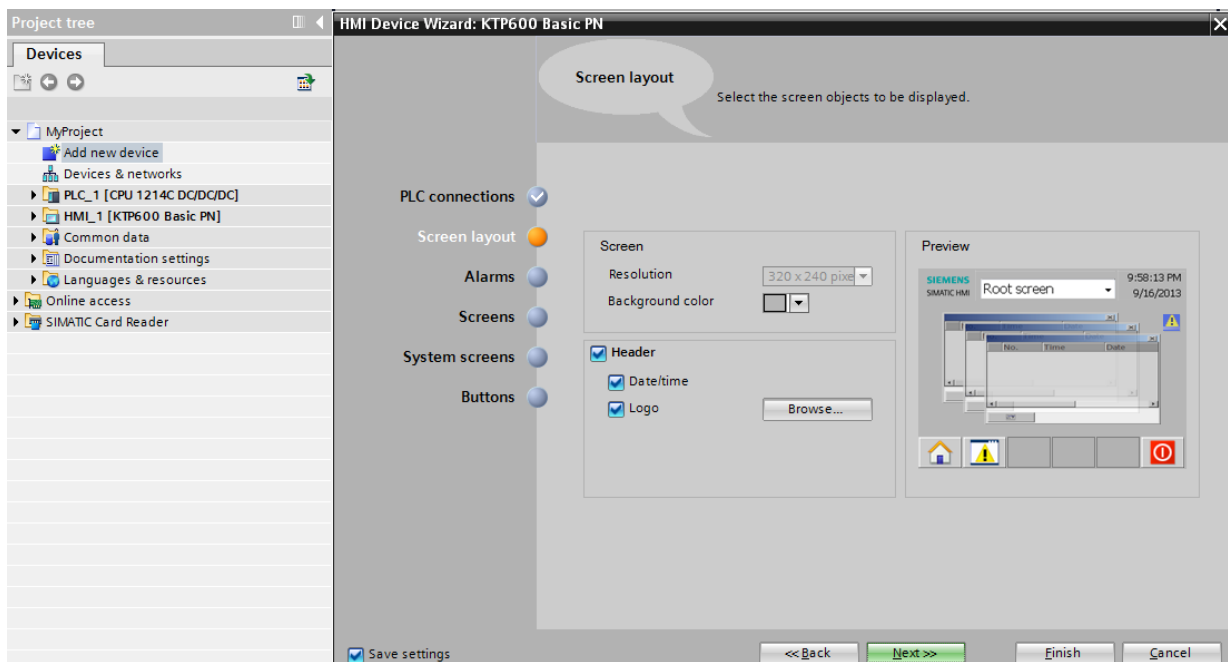 Project tree
HMI Device Wizard: KTP600 Basic PN
Devices
MyProject
Add new device
Devices & networks
PLC_1 [CPU 1214C DC/DC/DC]
HMI_1 [KTP600 Basic PN]
Common data
Documentation settings
Languages & resources
Online access
SIMATIC Card Reader
Screen layout
Select the screen objects to be displayed.
PLC connections
Screen layout
Alarms
Screens
System screens
Buttons
Screen
Resolution
320 x 240 pixe
Background color
Header
Date/time
Logo
Browse...
Preview
SIEMENS
SIMATIC HMI
Root screen
9:58:13 PM
9/16/2013
No. Time Date
Save settings
<< Back
Next >>
Finish
Cancel